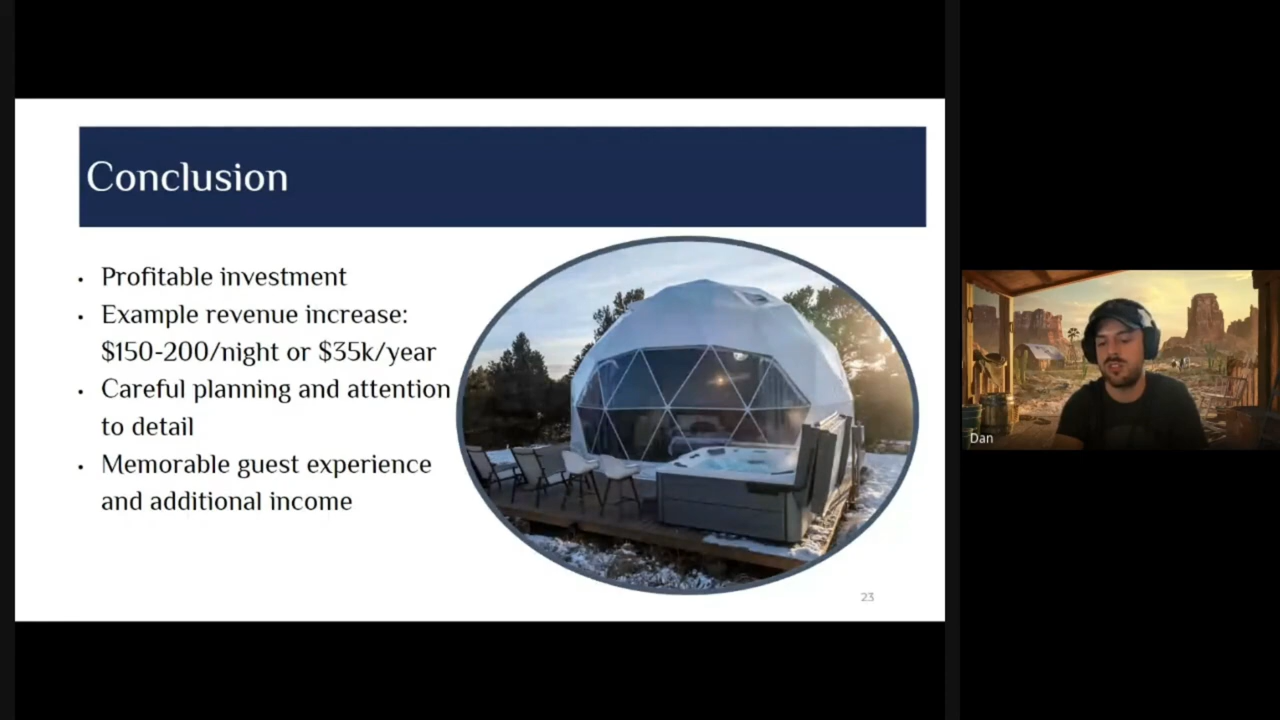 Conclusion
• Profitable investment
• Example revenue increase:
$150-200/night or $35k/year
• Careful planning and attention
to detail
• Memorable guest experience
and additional income
23
Dan